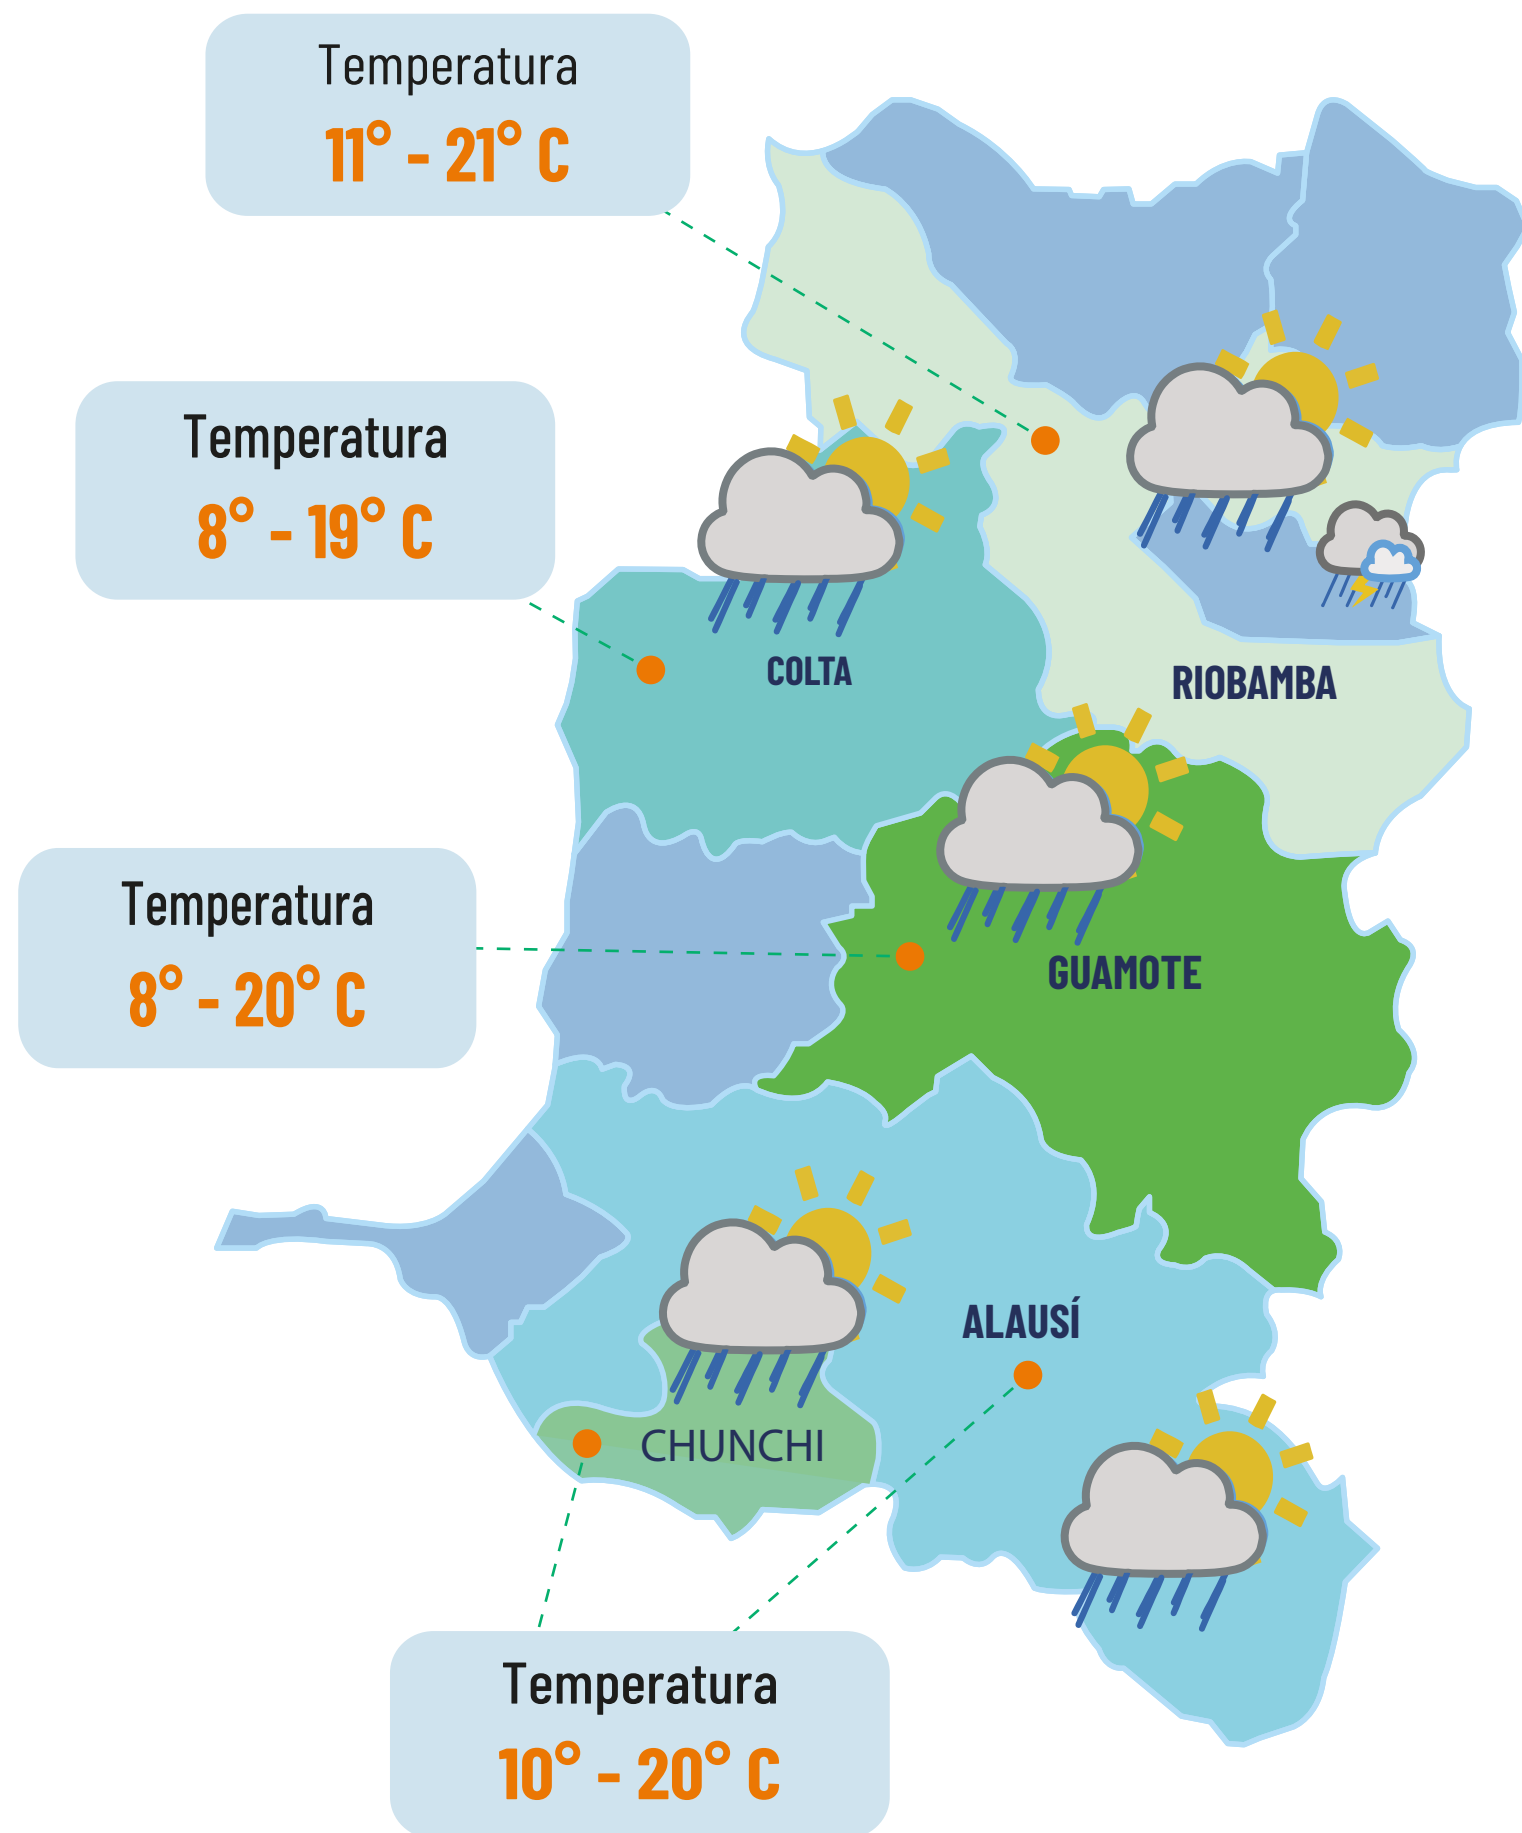 Temperatura
11° - 21° C
Temperatura
8° - 19° C
COLTA
RIOBAMBA
Temperatura
8° - 20° C
GUAMOTE
ALAUSÍ
CHUNCHI
Temperatura
10° - 20° C